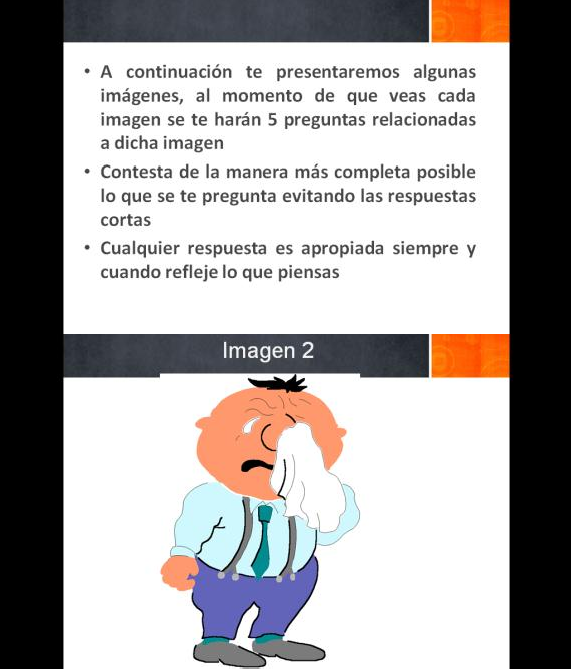 • A continuación te presentaremos algunas
imágenes, al momento de que veas cada
imagen se te harán 5 preguntas relacionadas
a dicha imagen
• Contesta de la manera más completa posible
lo que se te pregunta evitando las respuestas
cortas
• Cualquier respuesta es apropiada siempre y
cuando refleje lo que piensas
Imagen 2